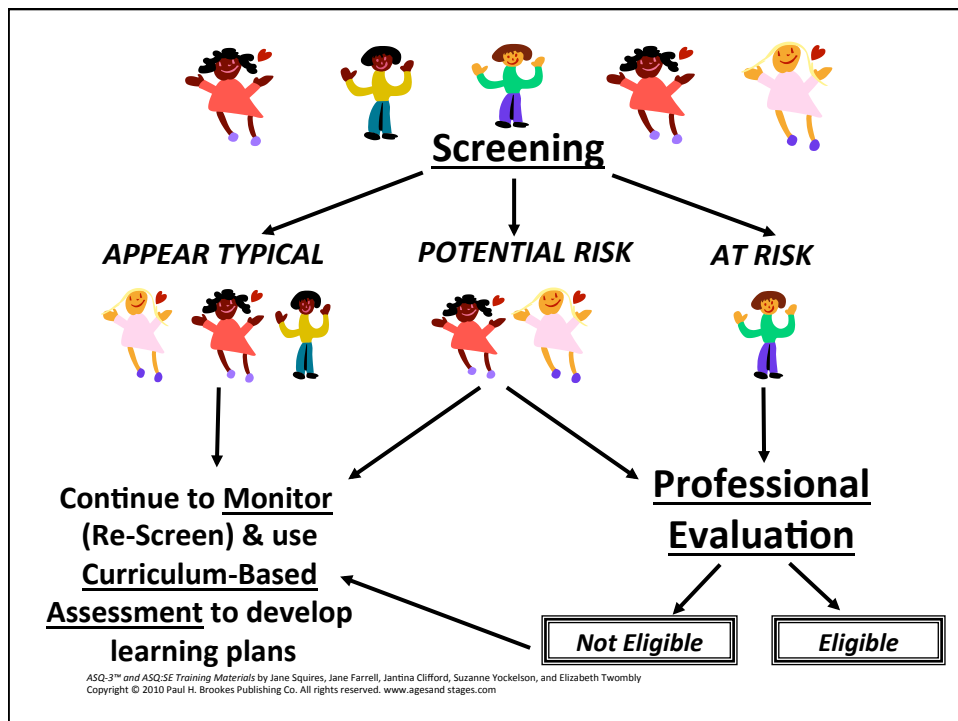 Screening
APPEAR TYPICAL
POTENTIAL RISK
AT RISK
Continue to Monitor
(Re-Screen) & use
Curriculum-Based
Assessment to develop
learning plans
Professional
Evaluation
Not Eligible
Eligible
ASQ-3™ and ASQ:SE Training Materials by Jane Squires, Jane Farrell, Jantina Clifford, Suzanne Yockelson, and Elizabeth Twombly
Copyright © 2010 Paul H. Brookes Publishing Co. All rights reserved. www.agesand stages.com